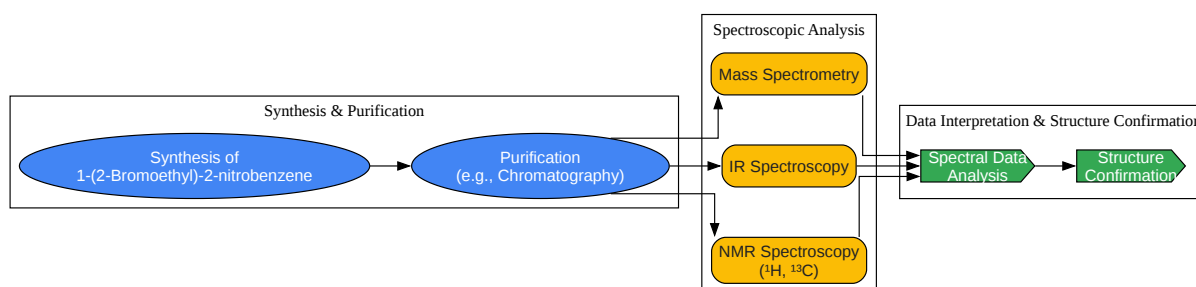 Synthesis & Purification
Synthesis of
1-(2-Bromoethyl)-2-nitrobenzene
Purification
(e.g., Chromatography)
Spectroscopic Analysis
Mass Spectrometry
IR Spectroscopy
NMR Spectroscopy
(¹H, ¹³C)
Data Interpretation & Structure Confirmation
Spectral Data
Analysis
Structure
Confirmation